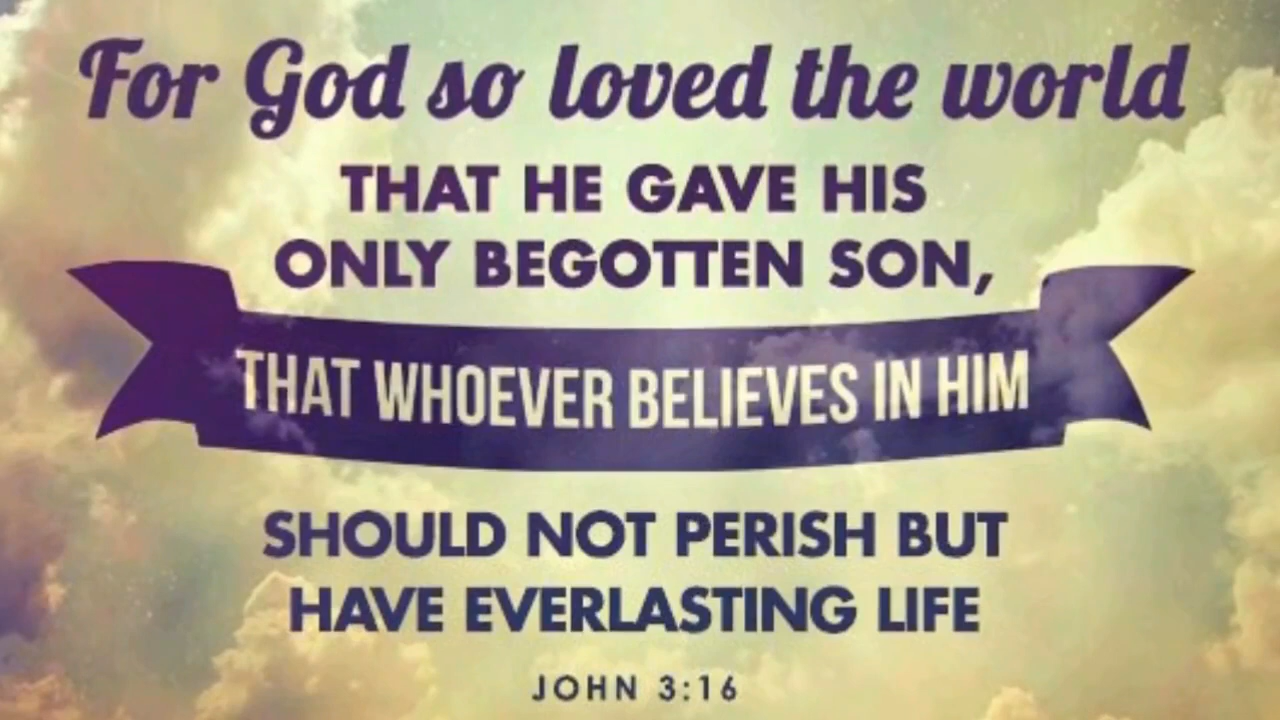 For God so loved the world
THAT HE GAVE HIS
ONLY BEGOTTEN SON,
THAT WHOEVER BELIEVES IN HIM
SHOULD NOT PERISH BUT
HAVE EVERLASTING LIFE
JOHN 3:16